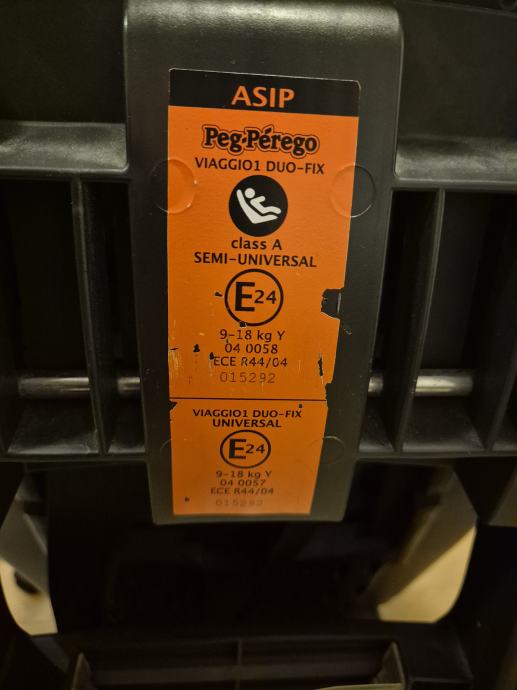 ASIP
Peg-Pérego
VIAGGIO1 DUO-FIX
class A
SEMI-UNIVERSAL
E24
9-18 kg Y
04 0058
ECE R44/04
015292
VIAGGIO1 DUO-FIX
UNIVERSAL
E24
9-18 kg Y
04 0057
ECE R44/04
015292